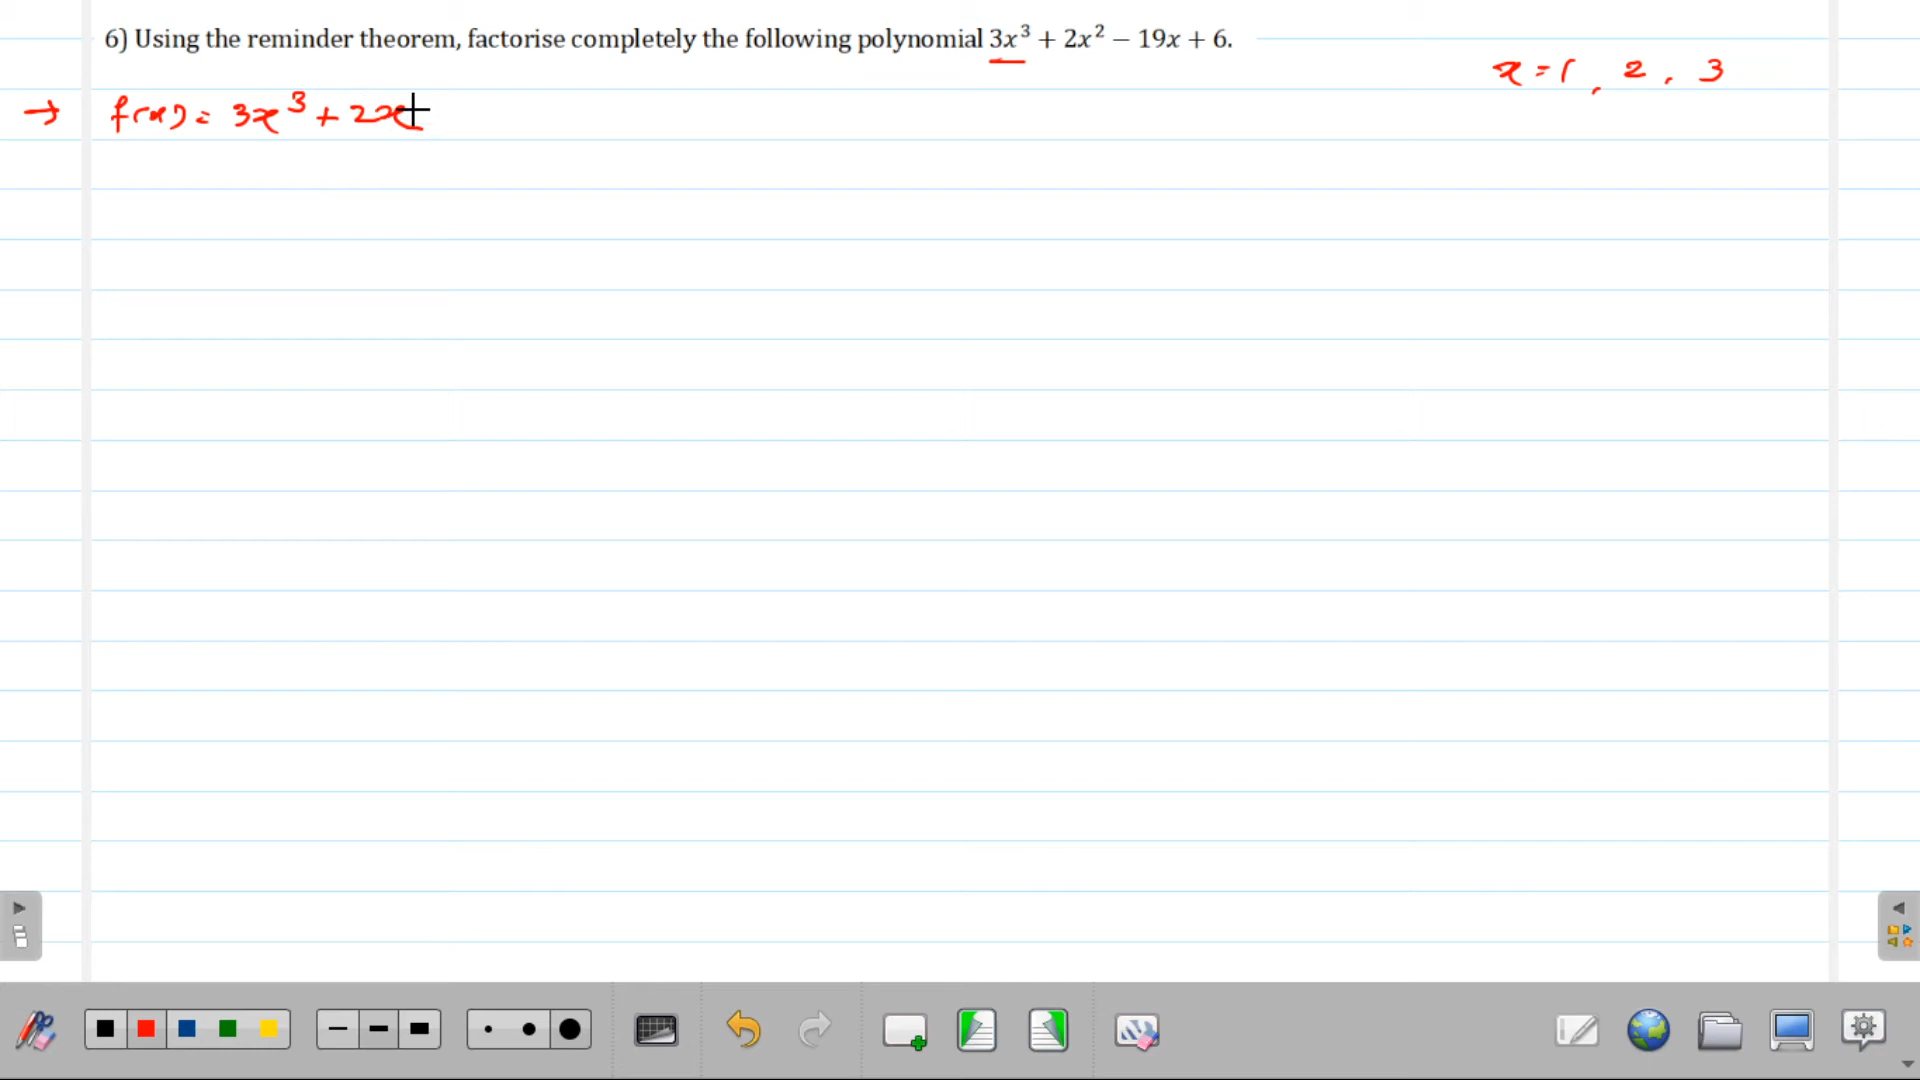 6) Using the reminder theorem, factorise completely the following polynomial 3x³ + 2x² − 19x + 6.
x = 1, 2, 3
→ f(x) = 3x³ + 2x